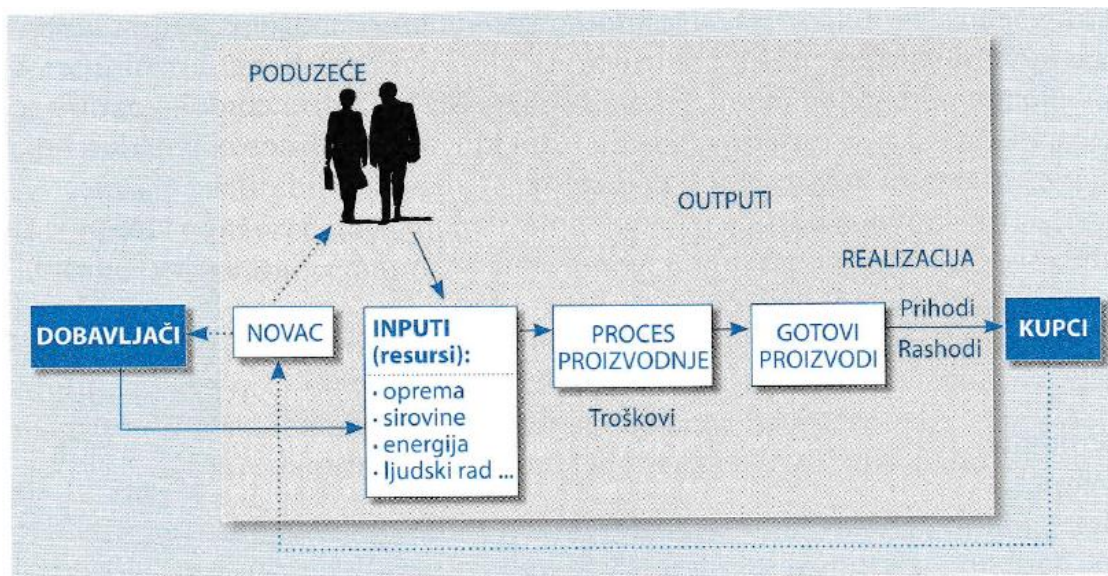 PODUZEĆE
OUTPUTI
REALIZACIJA
DOBAVLJAČI
NOVAC
INPUTI
(resursi):
· oprema
· sirovine
· energija
· ljudski rad ...
PROCES
PROIZVODNJE
Troškovi
GOTOVI
PROIZVODI
Prihodi
Rashodi
KUPCI